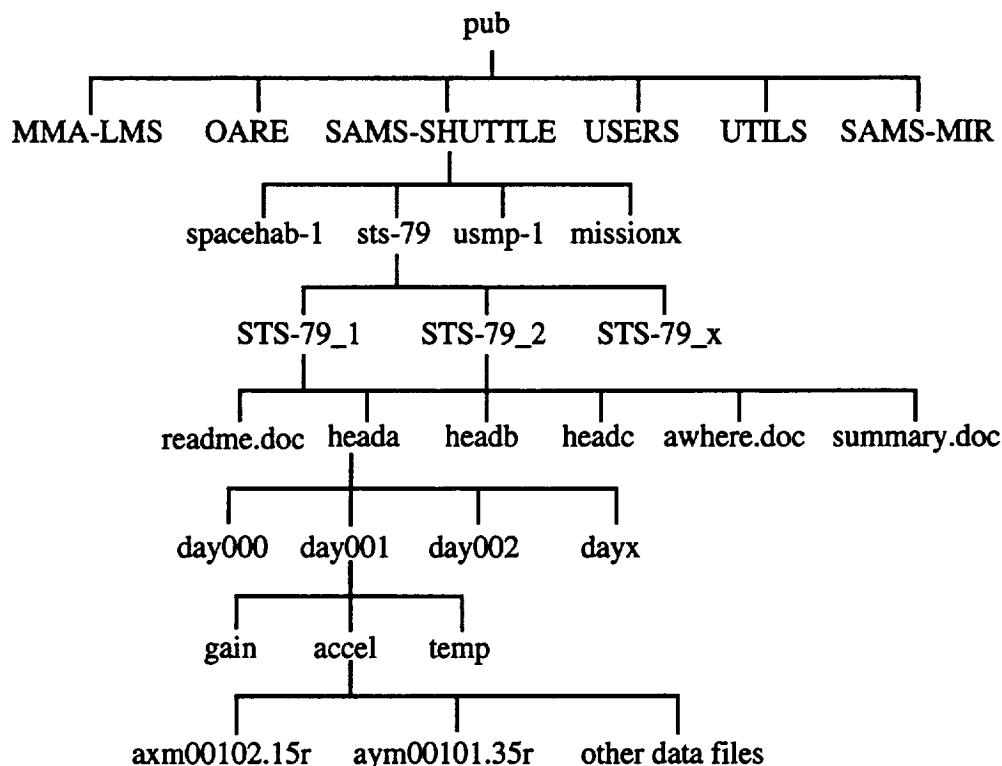 pub
MMA-LMS OARE SAMS-SHUTTLE USERS UTILS SAMS-MIR
spacehab-1 sts-79 usmp-1 missionx
STS-79_1 STS-79_2 STS-79_x
readme.doc heada headb headc awhere.doc summary.doc
day000 day001 day002 dayx
gain accel temp
axm00102.15r aym00101.35r other data files